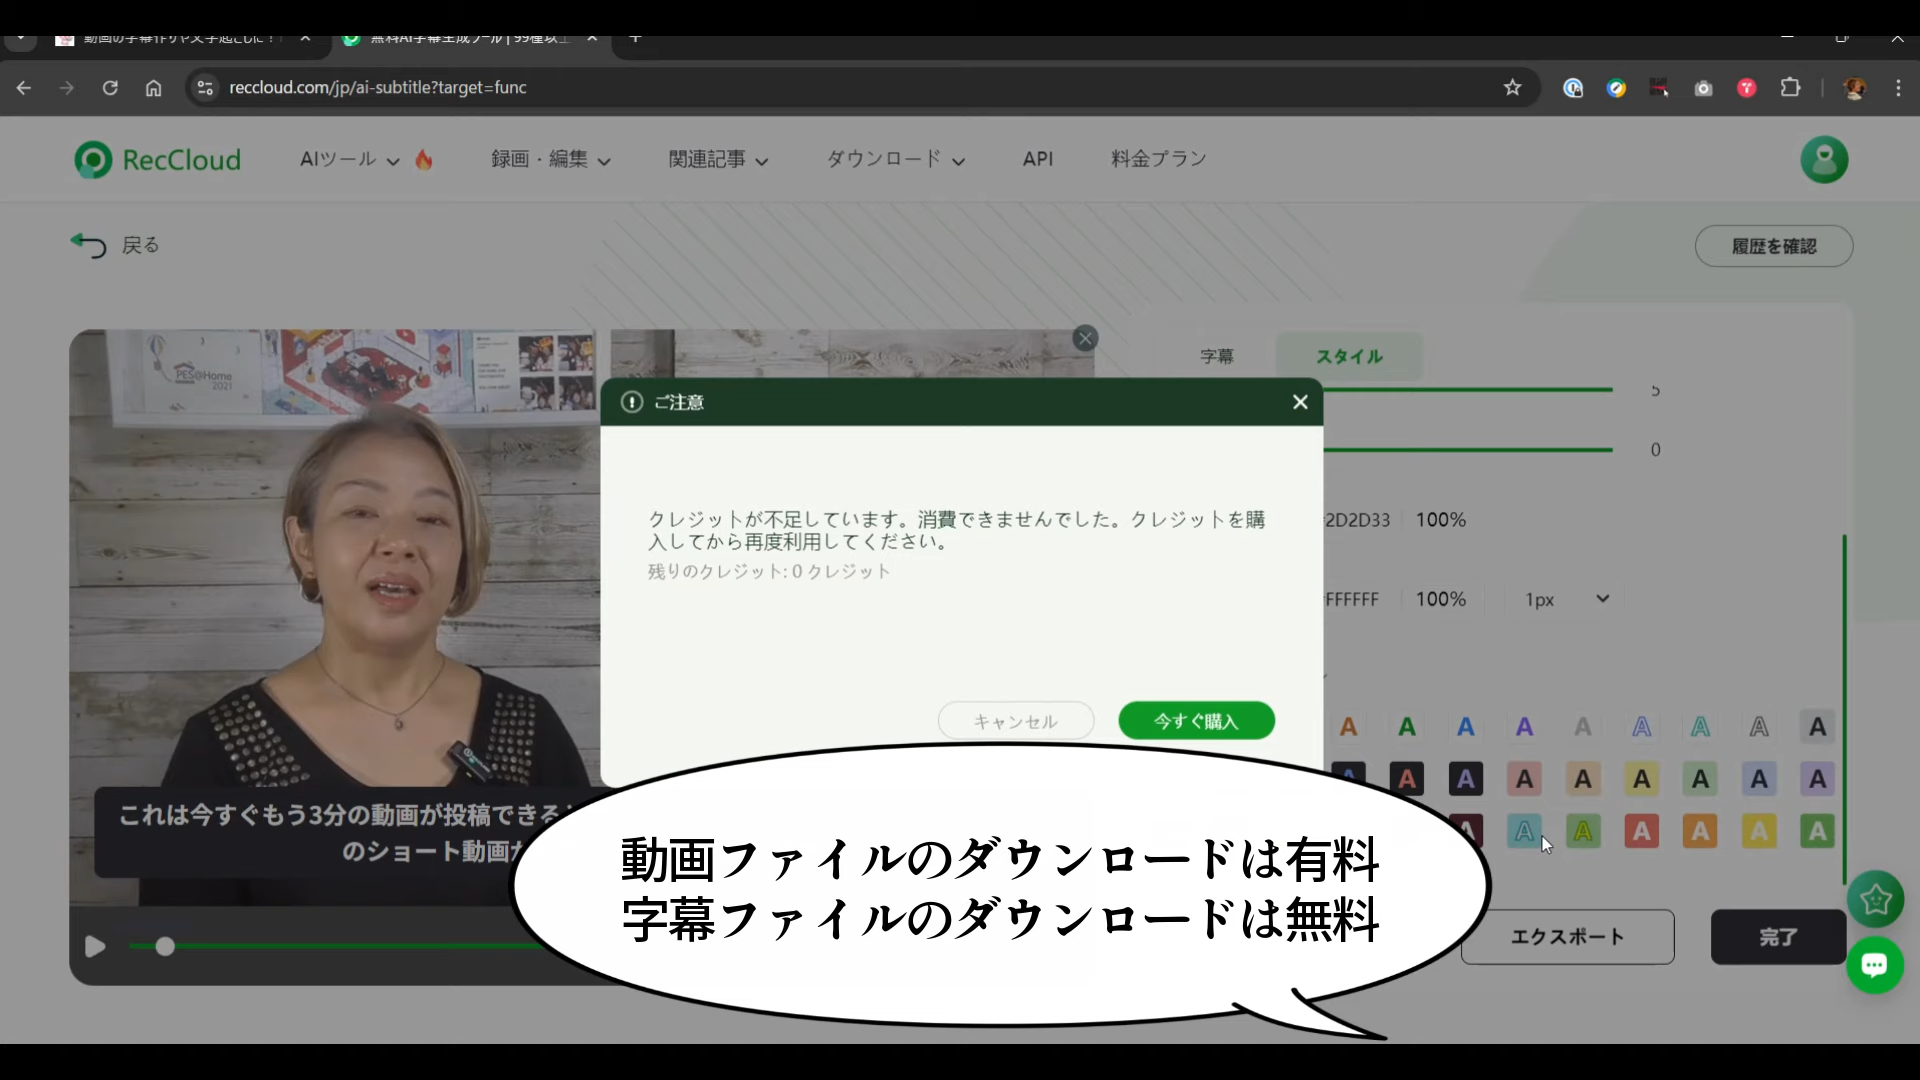 reccloud.com/jp/ai-subtitle?target=func
RecCloud
AIツール
録画・編集
関連記事
ダウンロード
API
料金プラン
戻る
履歴を確認
PES@Home
2021
字幕
スタイル
5
0
ご注意
クレジットが不足しています。消費できませんでした。クレジットを購
入してから再度利用してください。
残りのクレジット: 0 クレジット
キャンセル
今すぐ購入
2D2D33 100%
FFFFFF 100% 1px
A A A A A A A A A
A A A A A A A A A
A A A A A A A
これは今すぐもう3分の動画が投稿できる
のショート動画
動画ファイルのダウンロードは有料
字幕ファイルのダウンロードは無料
エクスポート
完了